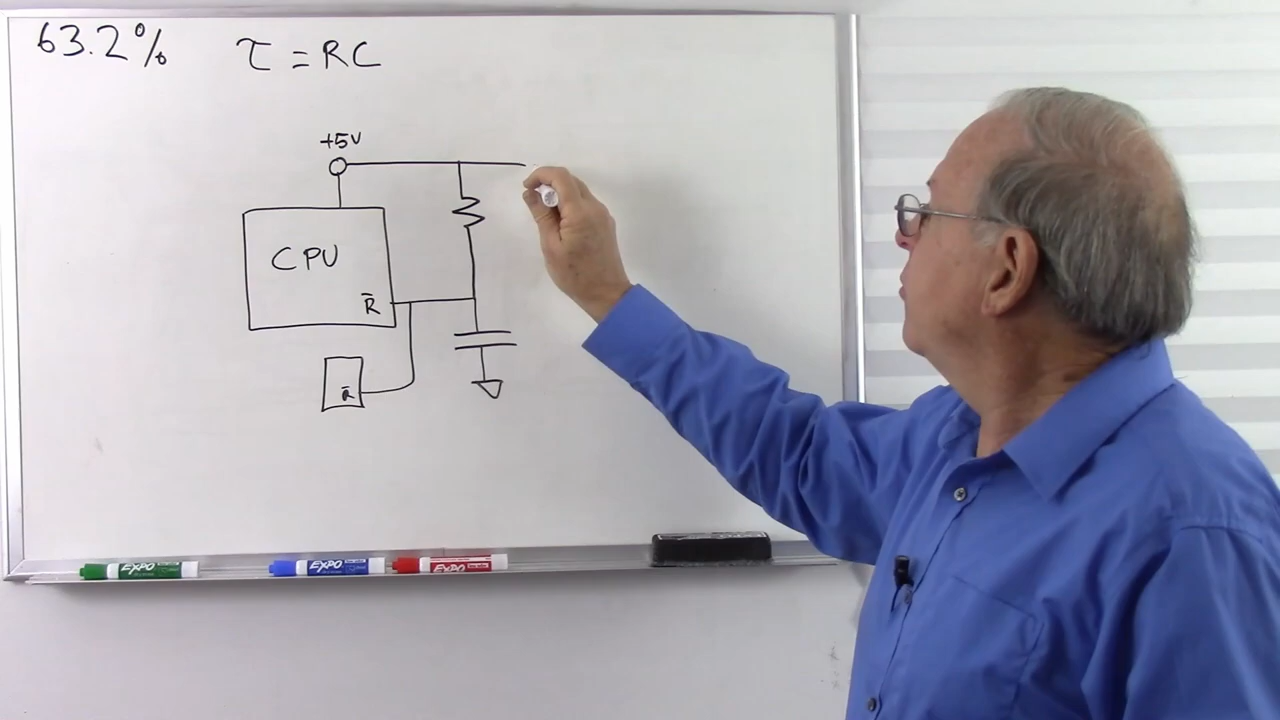 63.2% τ = RC
+5V
CPU
R̅
R̅
EXPO EXPO EXPO